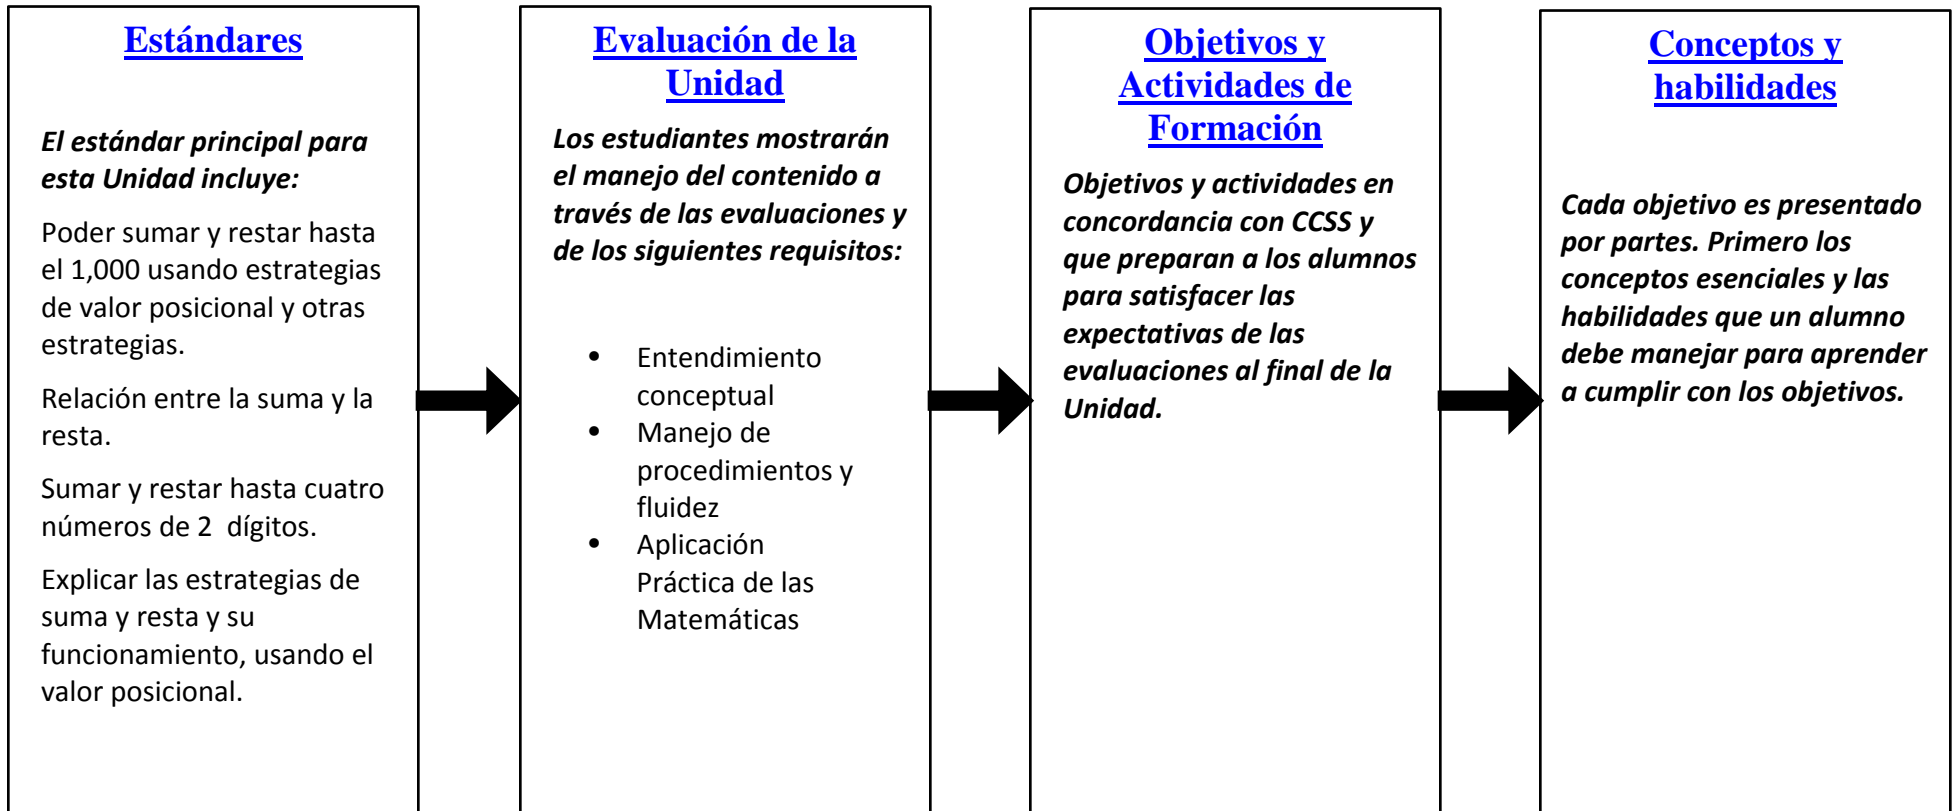 Estándares
El estándar principal para
esta Unidad incluye:
Poder sumar y restar hasta
el 1,000 usando estrategias
de valor posicional y otras
estrategias.
Relación entre la suma y la
resta.
Sumar y restar hasta cuatro
números de 2  dígitos.
Explicar las estrategias de
suma y resta y su
funcionamiento, usando el
valor posicional.
Evaluación de la
Unidad
Los estudiantes mostrarán
el manejo del contenido a
través de las evaluaciones y
de los siguientes requisitos:
• Entendimiento
conceptual
• Manejo de
procedimientos y
fluidez
• Aplicación
Práctica de las
Matemáticas
Objetivos y
Actividades de
Formación
Objetivos y actividades en
concordancia con CCSS y
que preparan a los alumnos
para satisfacer las
expectativas de las
evaluaciones al final de la
Unidad.
Conceptos y
habilidades
Cada objetivo es presentado
por partes. Primero los
conceptos esenciales y las
habilidades que un alumno
debe manejar para aprender
a cumplir con los objetivos.